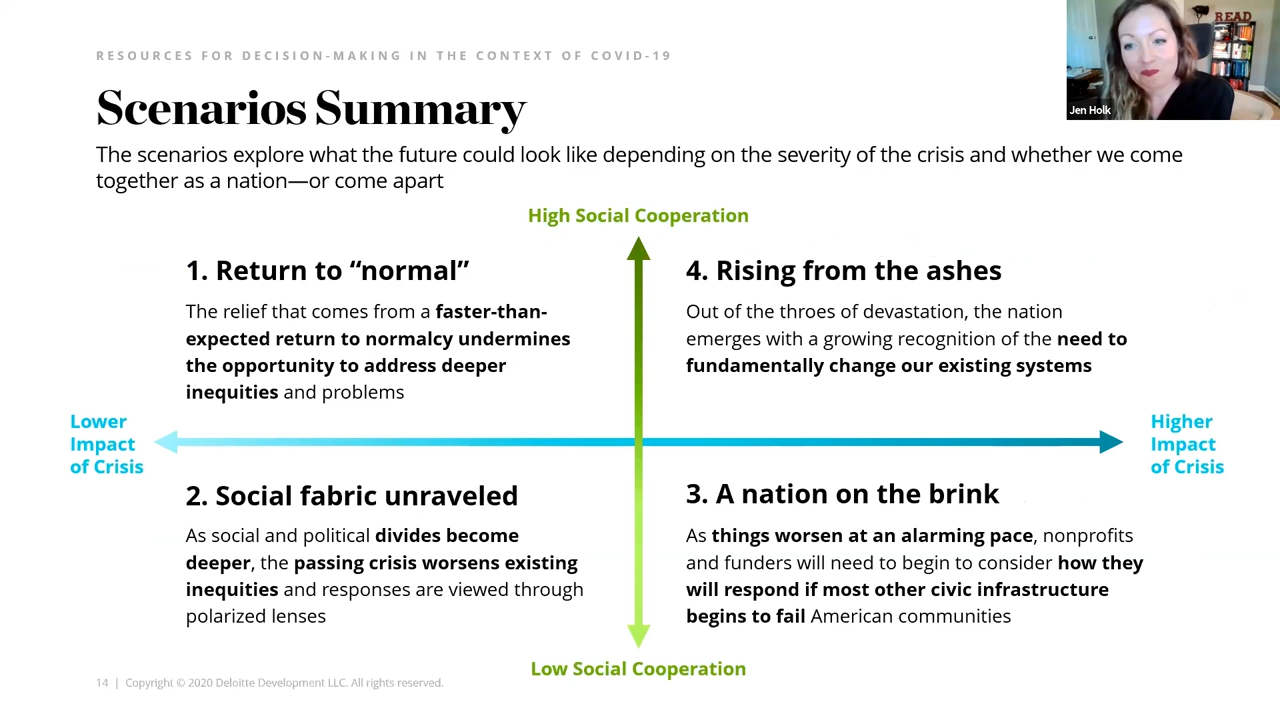 RESOURCES FOR DECISION-MAKING IN THE CONTEXT OF COVID-19
READ
Jen Holk
Scenarios Summary
The scenarios explore what the future could look like depending on the severity of the crisis and whether we come
together as a nation—or come apart
High Social Cooperation
1. Return to “normal”
The relief that comes from a faster-than-
expected return to normalcy undermines
the opportunity to address deeper
inequities and problems
4. Rising from the ashes
Out of the throes of devastation, the nation
emerges with a growing recognition of the need to
fundamentally change our existing systems
Lower
Impact
of Crisis
Higher
Impact
of Crisis
2. Social fabric unraveled
As social and political divides become
deeper, the passing crisis worsens existing
inequities and responses are viewed through
polarized lenses
3. A nation on the brink
As things worsen at an alarming pace, nonprofits
and funders will need to begin to consider how they
will respond if most other civic infrastructure
begins to fail American communities
Low Social Cooperation
14 | Copyright © 2020 Deloitte Development LLC. All rights reserved.